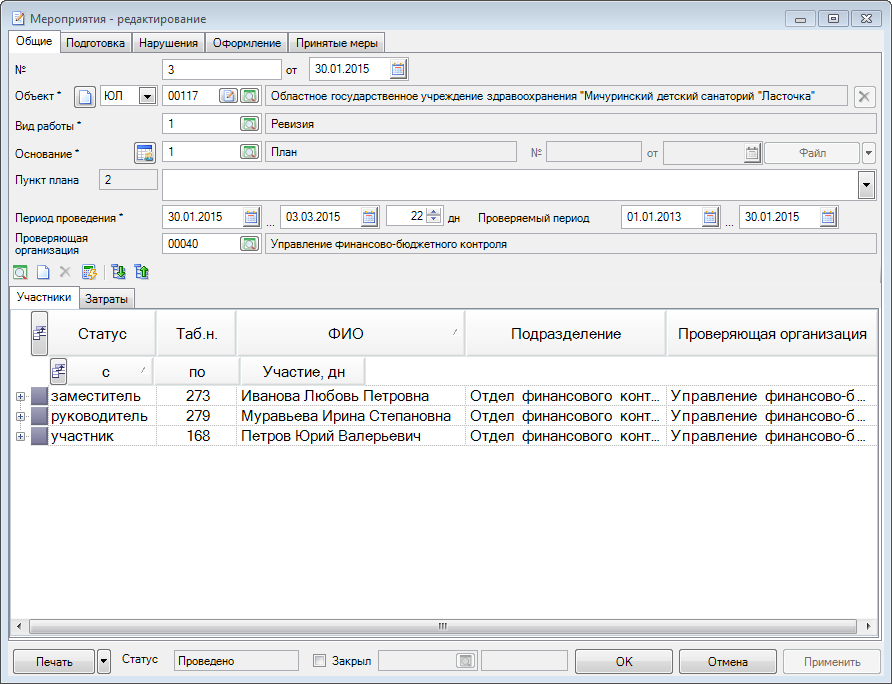 Мероприятия - редактирование
Общие Подготовка Нарушения Оформление Принятые меры
№ 3 от 30.01.2015
Объект * ЮЛ 00117 Областное государственное учреждение здравоохранения "Мичуринский детский санаторий "Ласточка"
Вид работы * 1 Ревизия
Основание * 1 План № от Файл
Пункт плана 2
Период проведения * 30.01.2015 ... 03.03.2015 22 дн Проверяемый период 01.01.2013 ... 30.01.2015
Проверяющая
организация 00040 Управление финансово-бюджетного контроля
Участники Затраты
Статус Таб.н. ФИО Подразделение Проверяющая организация
с по Участие, дн
заместитель 273 Иванова Любовь Петровна Отдел финансового конт... Управление финансово-б...
руководитель 279 Муравьева Ирина Степановна Отдел финансового конт... Управление финансово-б...
участник 168 Петров Юрий Валерьевич Отдел финансового конт... Управление финансово-б...
Печать Статус Проведено Закрыл OK Отмена Применить